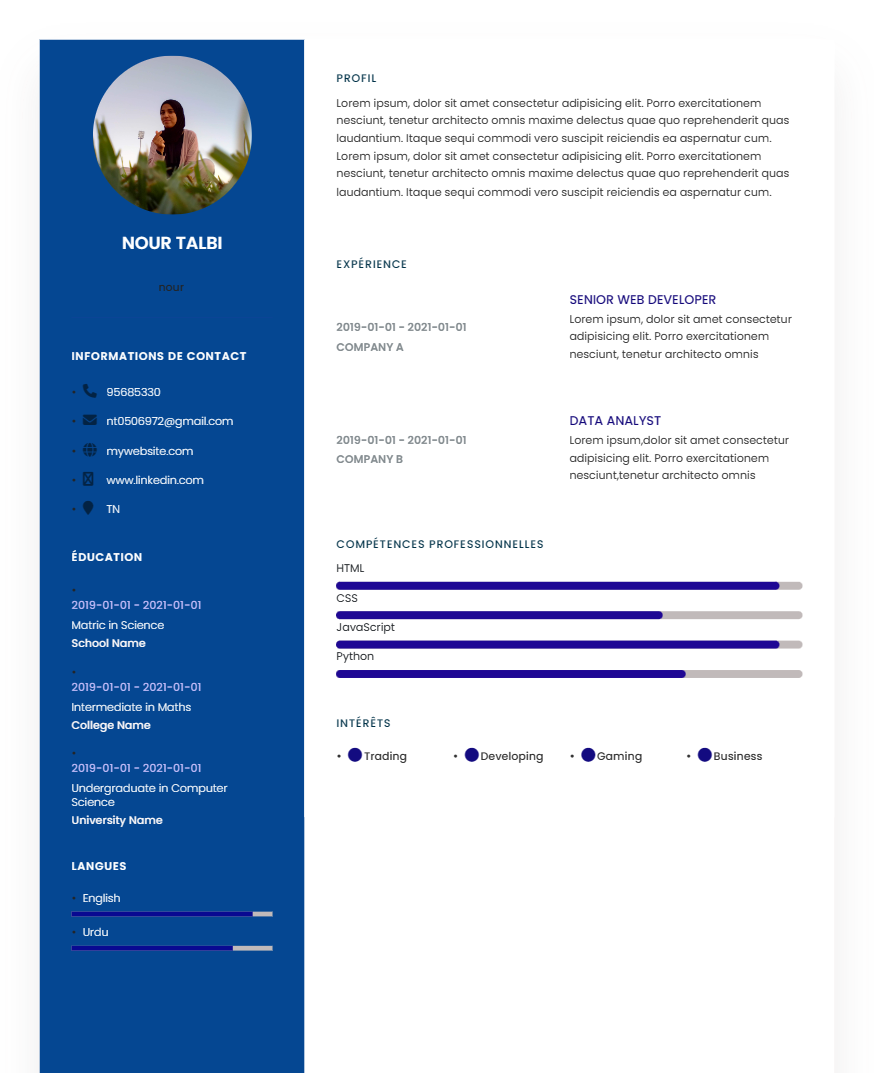 NOUR TALBI
nour
INFORMATIONS DE CONTACT
95685330
nt0506972@gmail.com
mywebsite.com
www.linkedin.com
TN
ÉDUCATION
2019-01-01 - 2021-01-01
Matric in Science
School Name
2019-01-01 - 2021-01-01
Intermediate in Maths
College Name
2019-01-01 - 2021-01-01
Undergraduate in Computer
Science
University Name
LANGUES
English
Urdu
PROFIL
Lorem ipsum, dolor sit amet consectetur adipisicing elit. Porro exercitationem
nesciunt, tenetur architecto omnis maxime delectus quae quo reprehenderit quas
laudantium. Itaque sequi commodi vero suscipit reiciendis ea aspernatur cum.
Lorem ipsum, dolor sit amet consectetur adipisicing elit. Porro exercitationem
nesciunt, tenetur architecto omnis maxime delectus quae quo reprehenderit quas
laudantium. Itaque sequi commodi vero suscipit reiciendis ea aspernatur cum.
EXPÉRIENCE
2019-01-01 - 2021-01-01
COMPANY A
SENIOR WEB DEVELOPER
Lorem ipsum, dolor sit amet consectetur
adipisicing elit. Porro exercitationem
nesciunt, tenetur architecto omnis
2019-01-01 - 2021-01-01
COMPANY B
DATA ANALYST
Lorem ipsum,dolor sit amet consectetur
adipisicing elit. Porro exercitationem
nesciunt,tenetur architecto omnis
COMPÉTENCES PROFESSIONNELLES
HTML
CSS
JavaScript
Python
INTÉRÊTS
Trading
Developing
Gaming
Business